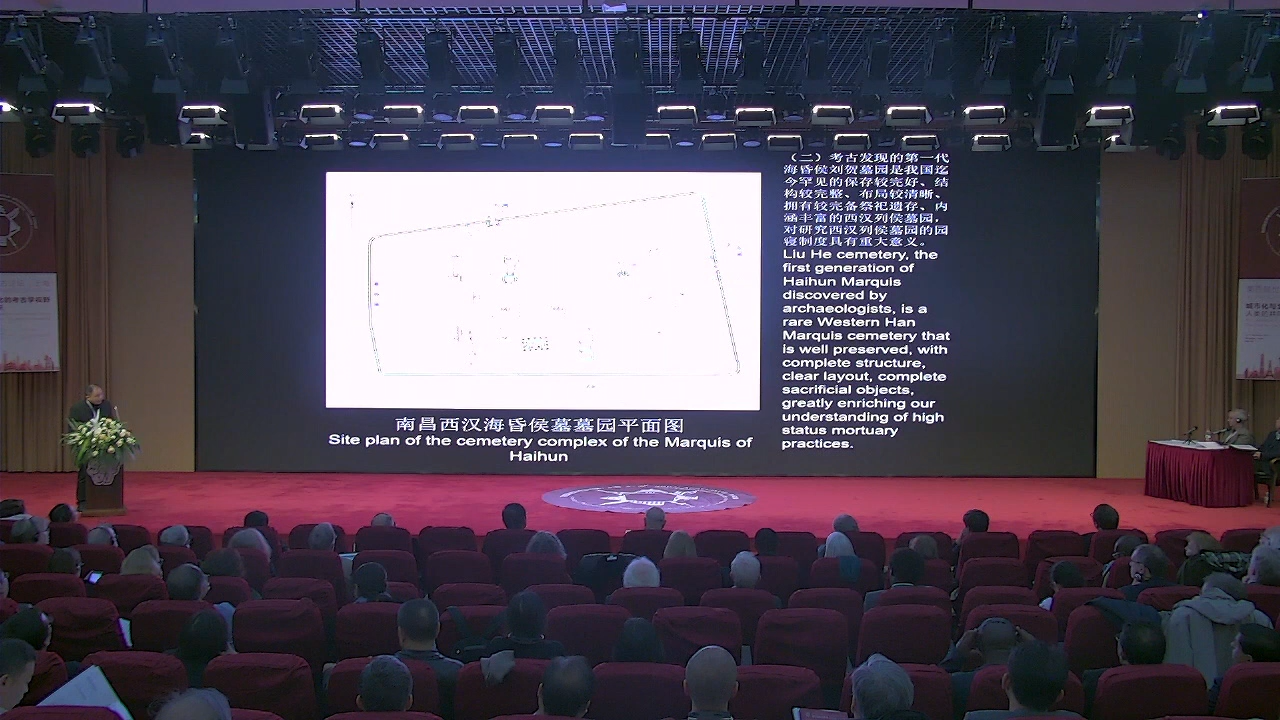 (二)考古发现的第一代
海昏侯刘贺墓园是我国迄
今罕见的保存较完好、结
构较完整、布局较清晰、
拥有较完备祭祀遗存、内
涵丰富的西汉列侯墓园,
对研究西汉列侯墓园的园
寝制度具有重大意义。
Liu He cemetery, the
first generation of
Haihun Marquis
discovered by
archaeologists, is a
rare Western Han
Marquis cemetery that
is well preserved, with
complete structure,
clear layout, complete
sacrificial objects,
greatly enriching our
understanding of high
status mortuary
practices.
南昌西汉海昏侯墓墓园平面图
Site plan of the cemetery complex of the Marquis of
Haihun